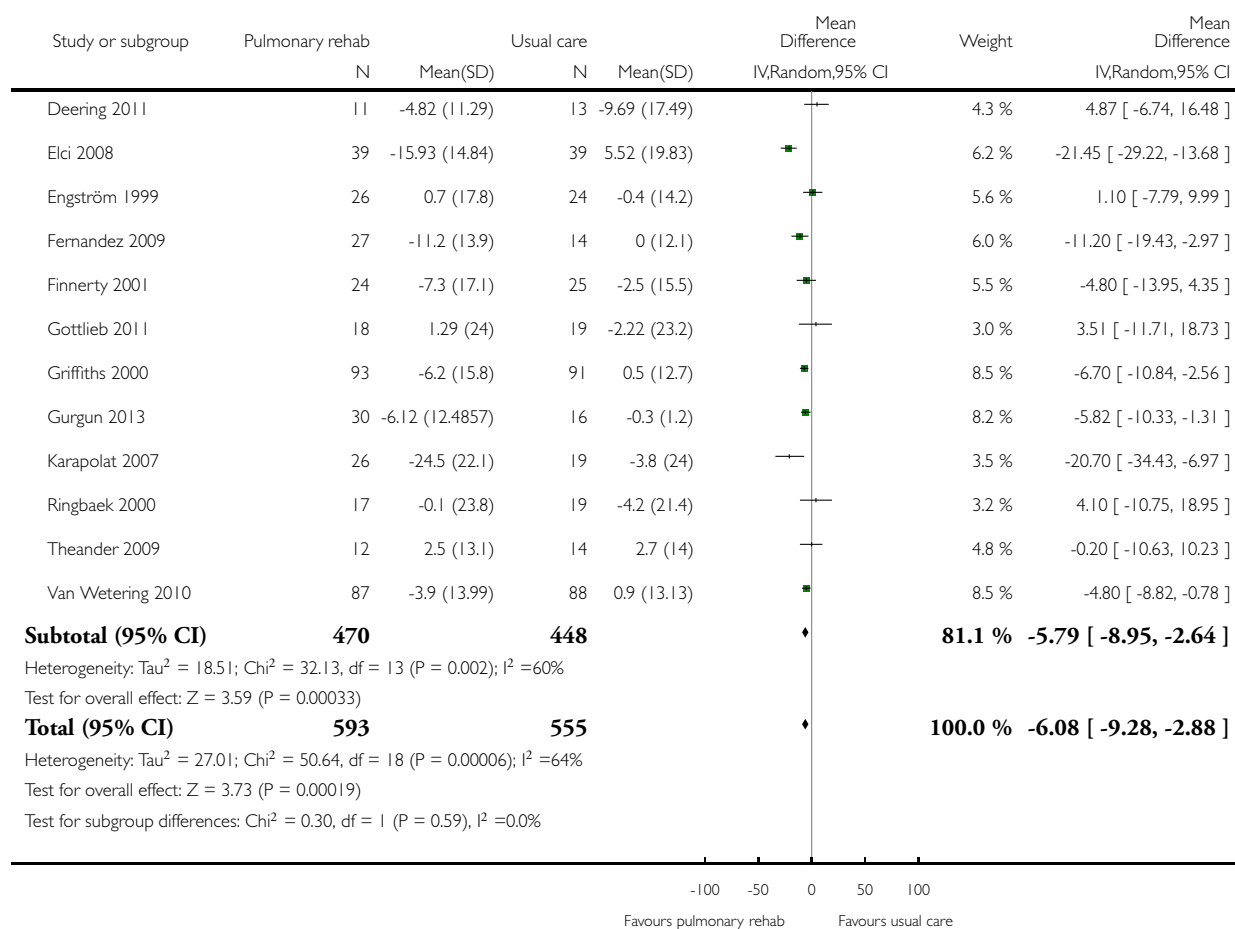 Mean Mean
Study or subgroup Pulmonary rehab Usual care Difference Weight Difference
N Mean(SD) N Mean(SD) IV,Random,95% CI IV,Random,95% CI
Deering 2011 11 -4.82 (11.29) 13 -9.69 (17.49) 4.3 % 4.87 [ -6.74, 16.48 ]
Elci 2008 39 -15.93 (14.84) 39 5.52 (19.83) 6.2 % -21.45 [ -29.22, -13.68 ]
Engström 1999 26 0.7 (17.8) 24 -0.4 (14.2) 5.6 % 1.10 [ -7.79, 9.99 ]
Fernandez 2009 27 -11.2 (13.9) 14 0 (12.1) 6.0 % -11.20 [ -19.43, -2.97 ]
Finnerty 2001 24 -7.3 (17.1) 25 -2.5 (15.5) 5.5 % -4.80 [ -13.95, 4.35 ]
Gottlieb 2011 18 1.29 (24) 19 -2.22 (23.2) 3.0 % 3.51 [ -11.71, 18.73 ]
Griffiths 2000 93 -6.2 (15.8) 91 0.5 (12.7) 8.5 % -6.70 [ -10.84, -2.56 ]
Gurgun 2013 30 -6.12 (12.4857) 16 -0.3 (1.2) 8.2 % -5.82 [ -10.33, -1.31 ]
Karapolat 2007 26 -24.5 (22.1) 19 -3.8 (24) 3.5 % -20.70 [ -34.43, -6.97 ]
Ringbaek 2000 17 -0.1 (23.8) 19 -4.2 (21.4) 3.2 % 4.10 [ -10.75, 18.95 ]
Theander 2009 12 2.5 (13.1) 14 2.7 (14) 4.8 % -0.20 [ -10.63, 10.23 ]
Van Wetering 2010 87 -3.9 (13.99) 88 0.9 (13.13) 8.5 % -4.80 [ -8.82, -0.78 ]
Subtotal (95% CI) 470 448 81.1 % -5.79 [ -8.95, -2.64 ]
Heterogeneity: Tau² = 18.51; Chi² = 32.13, df = 13 (P = 0.002); I² =60%
Test for overall effect: Z = 3.59 (P = 0.00033)
Total (95% CI) 593 555 100.0 % -6.08 [ -9.28, -2.88 ]
Heterogeneity: Tau² = 27.01; Chi² = 50.64, df = 18 (P = 0.00006); I² =64%
Test for overall effect: Z = 3.73 (P = 0.00019)
Test for subgroup differences: Chi² = 0.30, df = 1 (P = 0.59), I² =0.0%
-100 -50 0 50 100
Favours pulmonary rehab Favours usual care